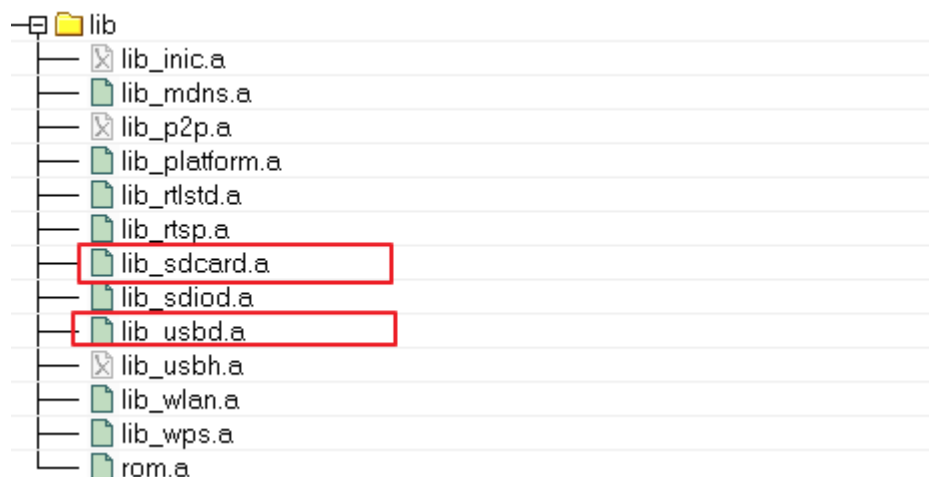 lib
lib_inic.a
lib_mdns.a
lib_p2p.a
lib_platform.a
lib_rtlstd.a
lib_rtsp.a
lib_sdcard.a
lib_sdiod.a
lib_usbd.a
lib_usbh.a
lib_wlan.a
lib_wps.a
rom.a